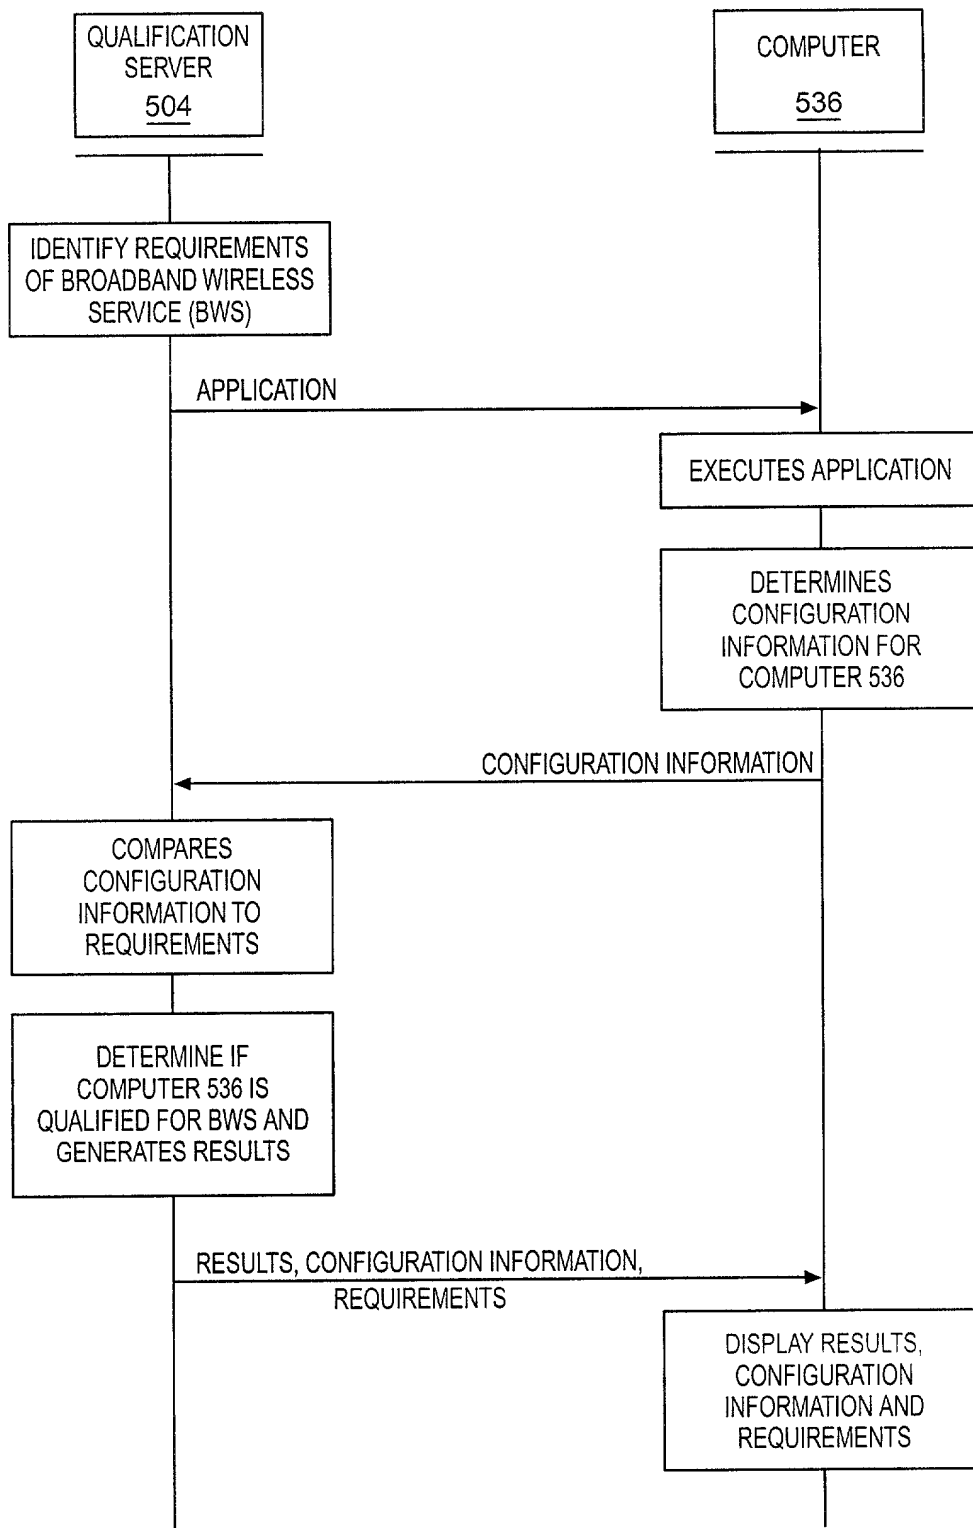 QUALIFICATION
SERVER
504
COMPUTER
536
IDENTIFY REQUIREMENTS
OF BROADBAND WIRELESS
SERVICE (BWS)
APPLICATION
EXECUTES APPLICATION
DETERMINES
CONFIGURATION
INFORMATION FOR
COMPUTER 536
CONFIGURATION INFORMATION
COMPARES
CONFIGURATION
INFORMATION TO
REQUIREMENTS
DETERMINE IF
COMPUTER 536 IS
QUALIFIED FOR BWS AND
GENERATES RESULTS
RESULTS, CONFIGURATION INFORMATION,
REQUIREMENTS
DISPLAY RESULTS,
CONFIGURATION
INFORMATION AND
REQUIREMENTS